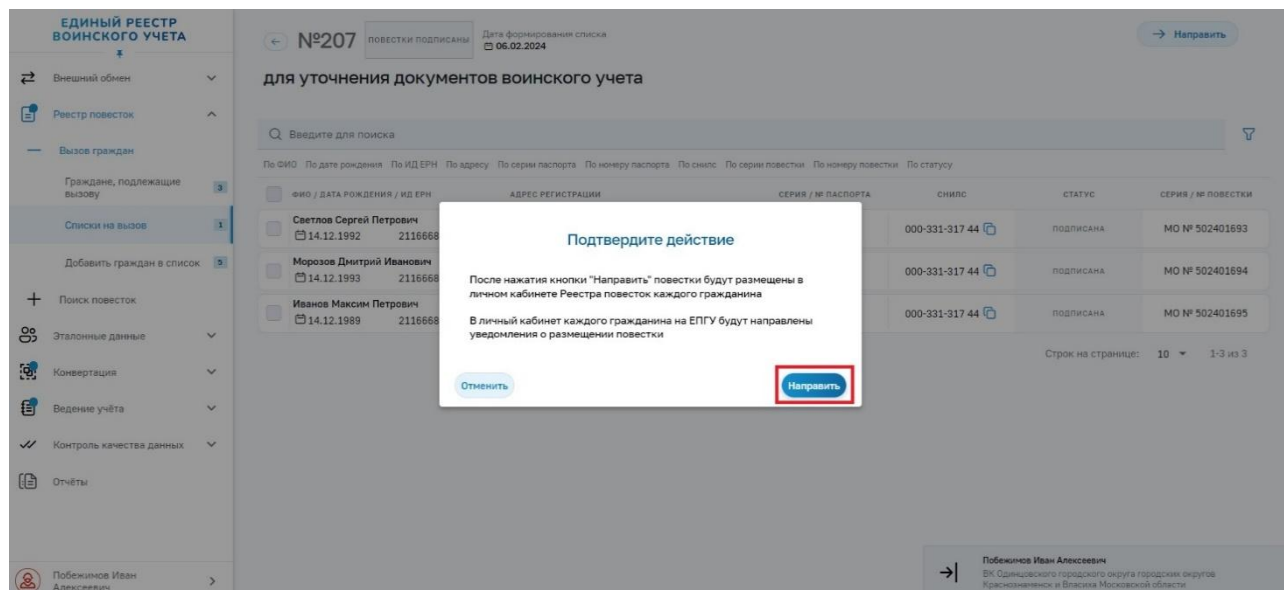 ЕДИНЫЙ РЕЕСТР
ВОИНСКОГО УЧЕТА
Внешний обмен
Реестр повесток
Вызов граждан
Граждане, подлежащие
вызову
3
Списки на вызов
1
Добавить граждан в список
5
Поиск повесток
Эталонные данные
Конвертация
Ведение учёта
Контроль качества данных
Отчёты
Побежимов Иван
Алексеевич
№207
ПОВЕСТКИ ПОДПИСАНЫ
Дата формирования списка
06.02.2024
Направить
для уточнения документов воинского учета
Введите для поиска
По ФИО По дате рождения По ИД ЕРН По адресу По серии паспорта По номеру паспорта По снилс По серии повестки По номеру повестки По статусу
ФИО / ДАТА РОЖДЕНИЯ / ИД ЕРН АДРЕС РЕГИСТРАЦИИ СЕРИЯ / № ПАСПОРТА СНИЛС СТАТУС СЕРИЯ / № ПОВЕСТКИ
Светлов Сергей Петрович
14.12.1992 2116668
000-331-317 44 ПОДПИСАНА МО № 502401693
Морозов Дмитрий Иванович
14.12.1993 2116668
000-331-317 44 ПОДПИСАНА МО № 502401694
Иванов Максим Петрович
14.12.1989 2116668
000-331-317 44 ПОДПИСАНА МО № 502401695
Строк на странице: 10 1-3 из 3
Подтвердите действие
После нажатия кнопки "Направить" повестки будут размещены в
личном кабинете Реестра повесток каждого гражданина
В личный кабинет каждого гражданина на ЕПГУ будут направлены
уведомления о размещении повестки
Отменить
Направить
Побежимов Иван Алексеевич
ВК Одинцовского городского округа городских округов
Краснознаменск и Власиха Московской области